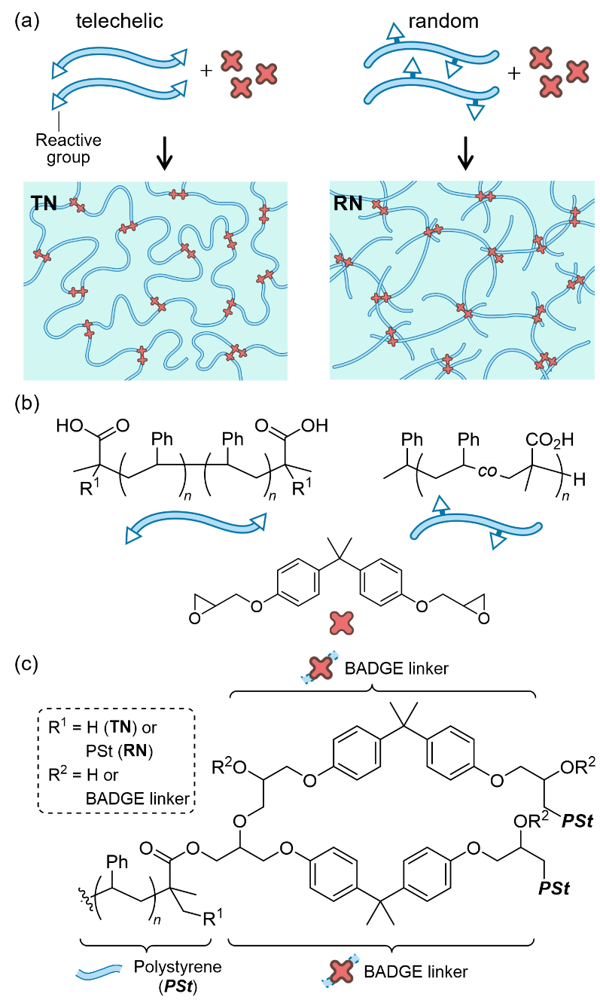 (a)
telechelic
random
+
+
Reactive
group
TN
RN
(b)
HO
O
Ph
Ph
O
OH
R¹
n
n
R¹
Ph
Ph
CO₂H
co
H
n
O
O
O
O
(c)
BADGE linker
R¹ = H (TN) or
PSt (RN)
R² = H or
BADGE linker
R²O
O
O
OR²
PSt
O
OR²
O
O
O
O
PSt
Ph
n
R¹
Polystyrene
(PSt)
BADGE linker